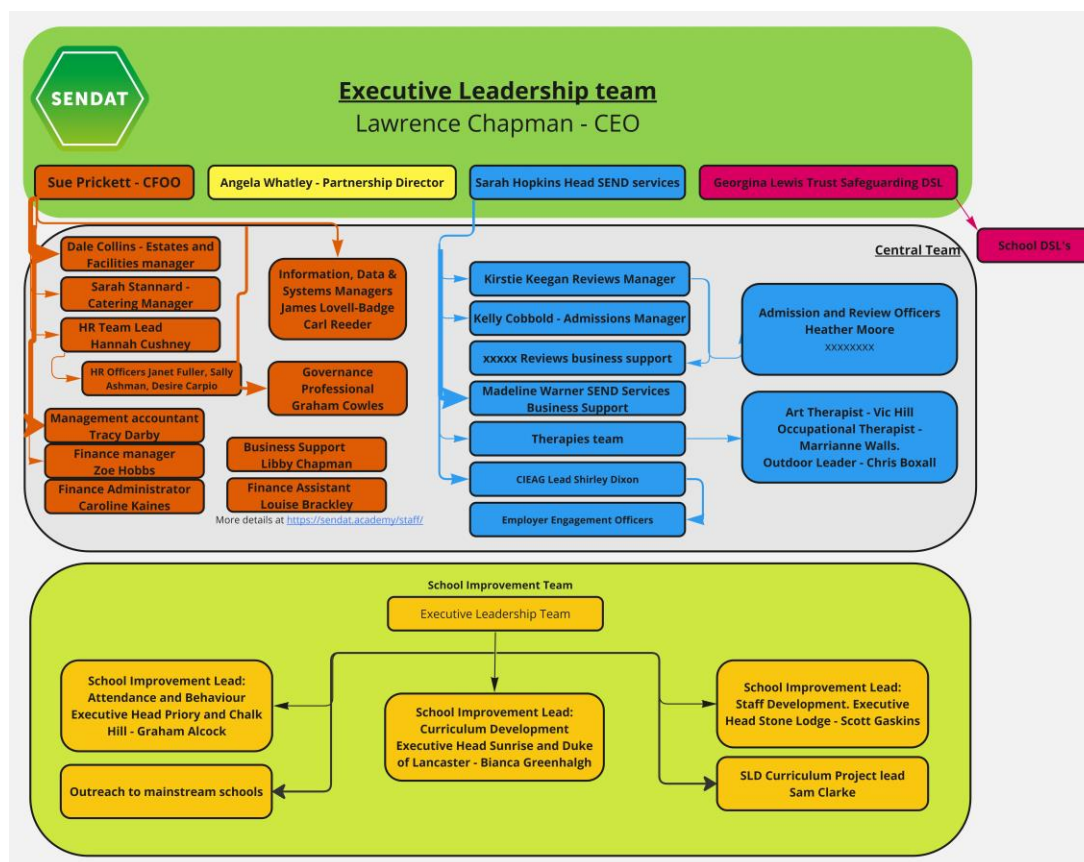 SENDAT
Executive Leadership team
Lawrence Chapman - CEO
Sue Prickett - CFOO
Angela Whatley - Partnership Director
Sarah Hopkins Head SEND services
Georgina Lewis Trust Safeguarding DSL
School DSL's
Central Team
Dale Collins - Estates and
Facilities manager
Sarah Stannard -
Catering Manager
HR Team Lead
Hannah Cushney
HR Officers Janet Fuller, Sally
Ashman, Desire Carpio
Management accountant
Tracy Darby
Finance manager
Zoe Hobbs
Finance Administrator
Caroline Kaines
Information, Data &
Systems Managers
James Lovell-Badge
Carl Reeder
Governance
Professional
Graham Cowles
Business Support
Libby Chapman
Finance Assistant
Louise Brackley
More details at https://sendat.academy/staff/
Kirstie Keegan Reviews Manager
Kelly Cobbold - Admissions Manager
xxxxx Reviews business support
Madeline Warner SEND Services
Business Support
Therapies team
CIEAG Lead Shirley Dixon
Employer Engagement Officers
Admission and Review Officers
Heather Moore
xxxxxxxx
Art Therapist - Vic Hill
Occupational Therapist -
Marrianne Walls.
Outdoor Leader - Chris Boxall
School Improvement Team
Executive Leadership Team
School Improvement Lead:
Attendance and Behaviour
Executive Head Priory and Chalk
Hill - Graham Alcock
Outreach to mainstream schools
School Improvement Lead:
Curriculum Development
Executive Head Sunrise and Duke
of Lancaster - Bianca Greenhalgh
School Improvement Lead:
Staff Development. Executive
Head Stone Lodge - Scott Gaskins
SLD Curriculum Project lead
Sam Clarke